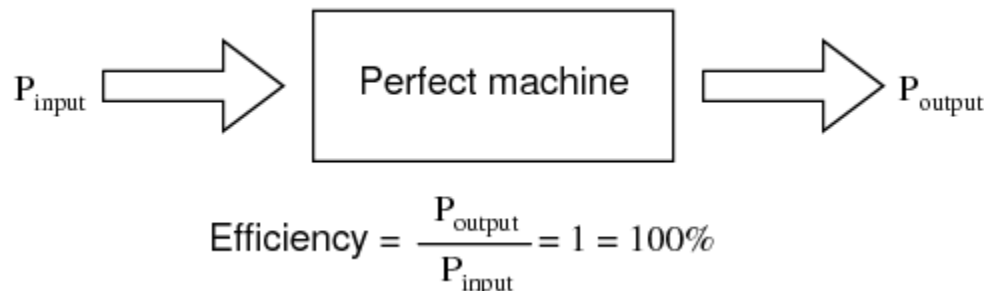 P_input Perfect machine P_output
Efficiency = P_output / P_input = 1 = 100%